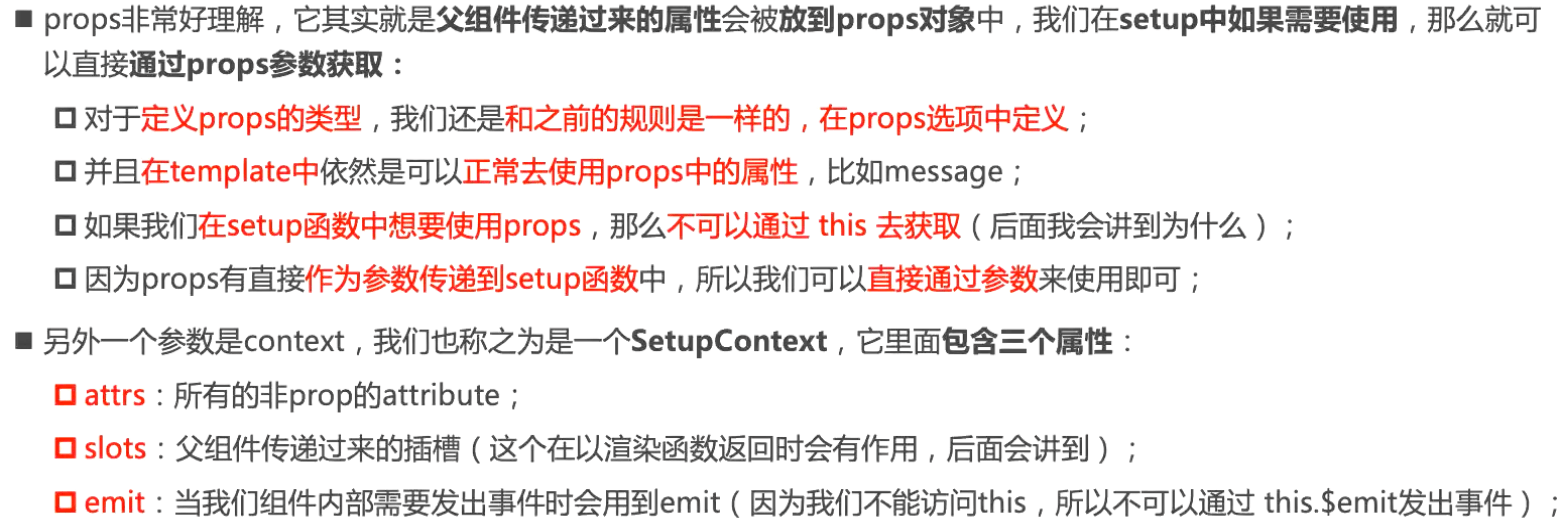 ■ props非常好理解，它其实就是父组件传递过来的属性会被放到props对象中，我们在setup中如果需要使用，那么就可
以直接通过props参数获取：
对于定义props的类型，我们还是和之前的规则是一样的，在props选项中定义；
并且在template中依然是可以正常去使用props中的属性，比如message；
如果我们在setup函数中想要使用props，那么不可以通过 this 去获取（后面我会讲到为什么）；
因为props有直接作为参数传递到setup函数中，所以我们可以直接通过参数来使用即可；
■ 另外一个参数是context，我们也称之为是一个SetupContext，它里面包含三个属性：
attrs：所有的非prop的attribute；
slots：父组件传递过来的插槽（这个在以渲染函数返回时会有作用，后面会讲到）；
emit：当我们组件内部需要发出事件时会用到emit（因为我们不能访问this，所以不可以通过 this.$emit发出事件）；